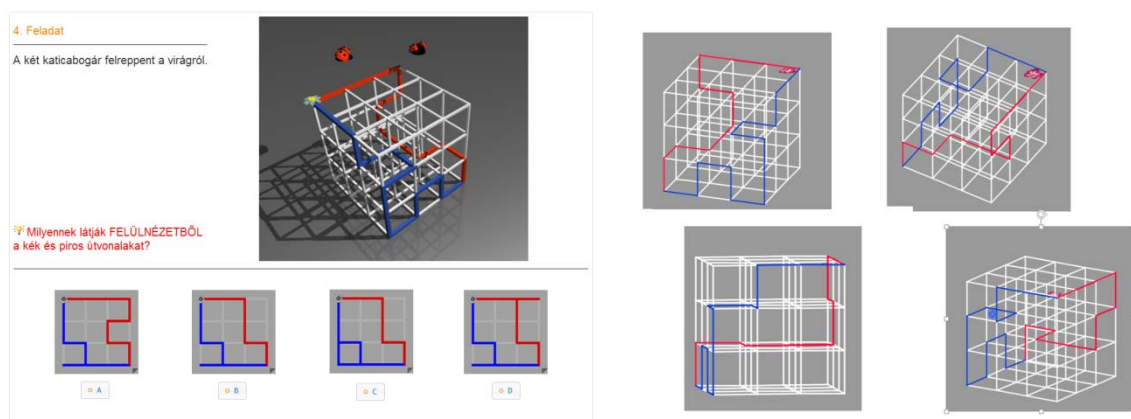 4. Feladat
A két katicabogár felreppent a virágról.
Milyennek látják FELÜLNÉZETBŐL
a kék és piros útvonalakat?
A
B
C
D